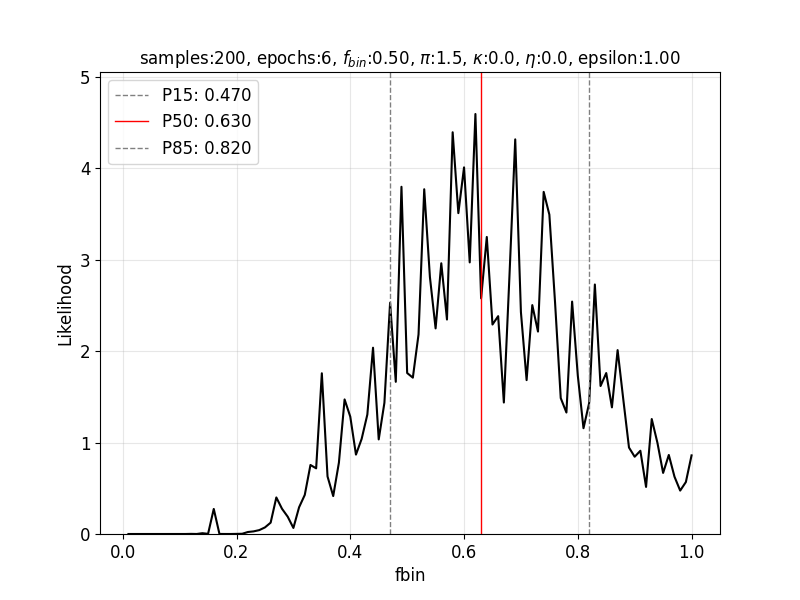 samples:200, epochs:6, f_bin:0.50, π:1.5, κ:0.0, η:0.0, epsilon:1.00
P15: 0.470
P50: 0.630
P85: 0.820
Likelihood
5
4
3
2
1
0
0.0 0.2 0.4 0.6 0.8 1.0
fbin